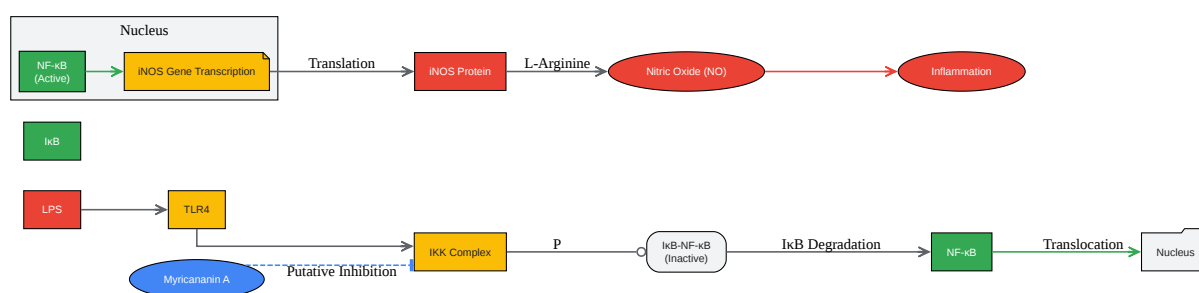 Nucleus
NF-κB
(Active)
iNOS Gene Transcription
Translation
iNOS Protein
L-Arginine
Nitric Oxide (NO)
Inflammation
IκB
LPS
TLR4
IKK Complex
P
IκB-NF-κB
(Inactive)
IκB Degradation
NF-κB
Translocation
Nucleus
Myricananin A
Putative Inhibition